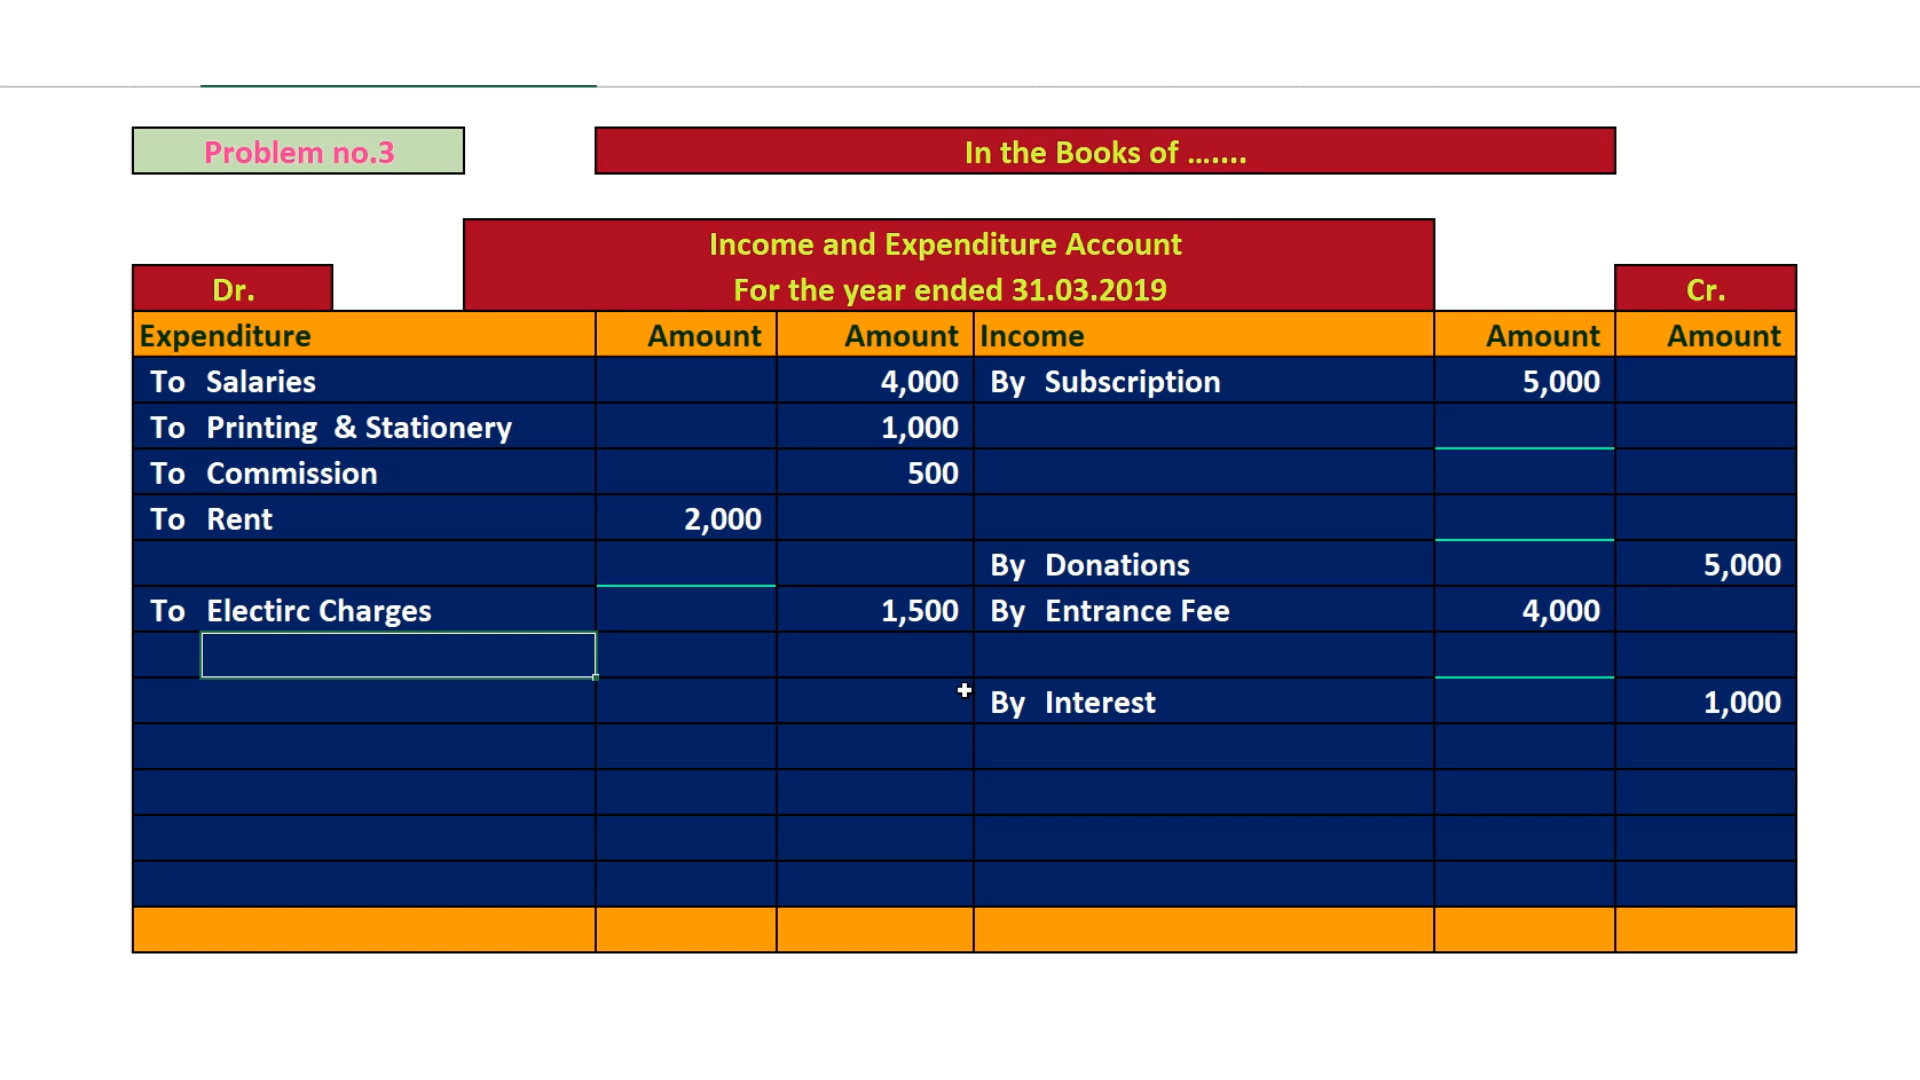 Problem no.3
In the Books of .......
Income and Expenditure Account
Dr.
For the year ended 31.03.2019
Cr.
Expenditure Amount Amount Income Amount Amount
To Salaries 4,000 By Subscription 5,000
To Printing & Stationery 1,000
To Commission 500
To Rent 2,000
By Donations 5,000
To Electirc Charges 1,500 By Entrance Fee 4,000
By Interest 1,000